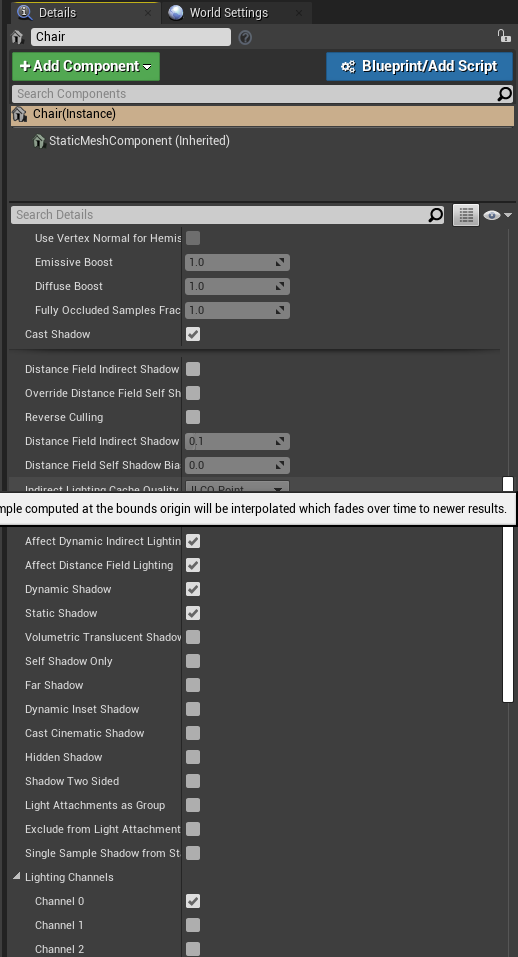 Details
World Settings
Chair
Add Component
Blueprint/Add Script
Search Components
Chair(Instance)
StaticMeshComponent (Inherited)
Search Details
Use Vertex Normal for Hemis
Emissive Boost 1.0
Diffuse Boost 1.0
Fully Occluded Samples Frac 1.0
Cast Shadow
Distance Field Indirect Shadow
Override Distance Field Self Sh
Reverse Culling
Distance Field Indirect Shadow 0.1
Distance Field Self Shadow Bia 0.0
Indirect Lighting Cache Quality ILCQ Point
mple computed at the bounds origin will be interpolated which fades over time to newer results.
Affect Dynamic Indirect Lightin
Affect Distance Field Lighting
Dynamic Shadow
Static Shadow
Volumetric Translucent Shadow
Self Shadow Only
Far Shadow
Dynamic Inset Shadow
Cast Cinematic Shadow
Hidden Shadow
Shadow Two Sided
Light Attachments as Group
Exclude from Light Attachment
Single Sample Shadow from St
Lighting Channels
Channel 0
Channel 1
Channel 2